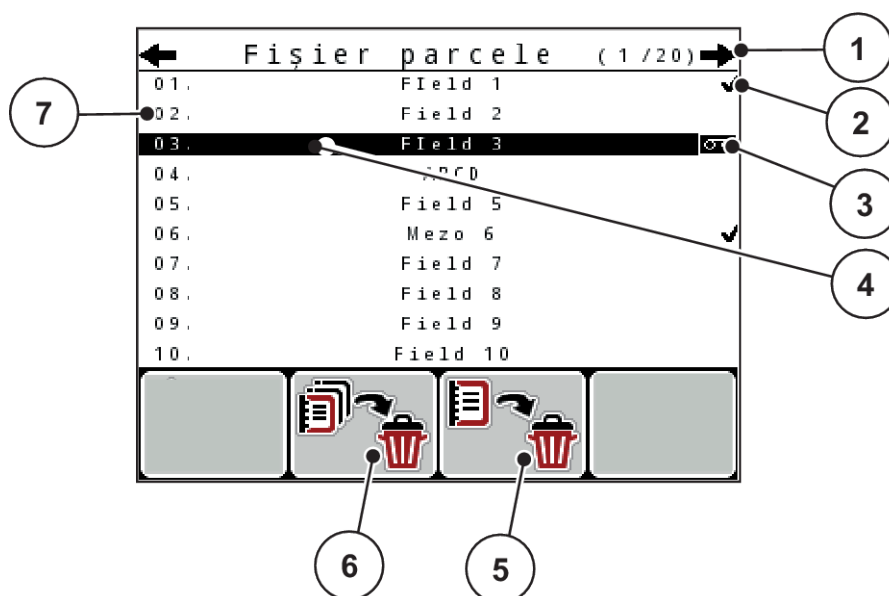 Fișier parcele (1/20)
01. FIeld 1
02. Field 2
03. FIeld 3
04. ABCD
05. Field 5
06. Mezo 6
07. Field 7
08. Field 8
09. Field 9
10. Field 10
1
2
3
4
5
6
7